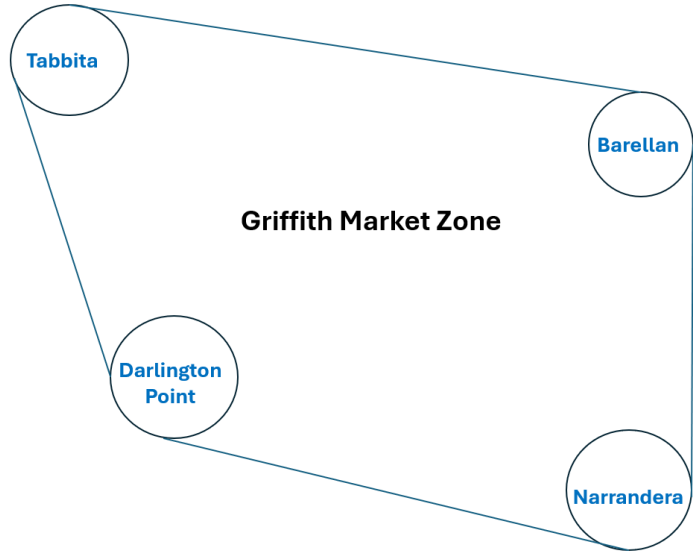 Tabbita
Barellan
Griffith Market Zone
Darlington
Point
Narrandera